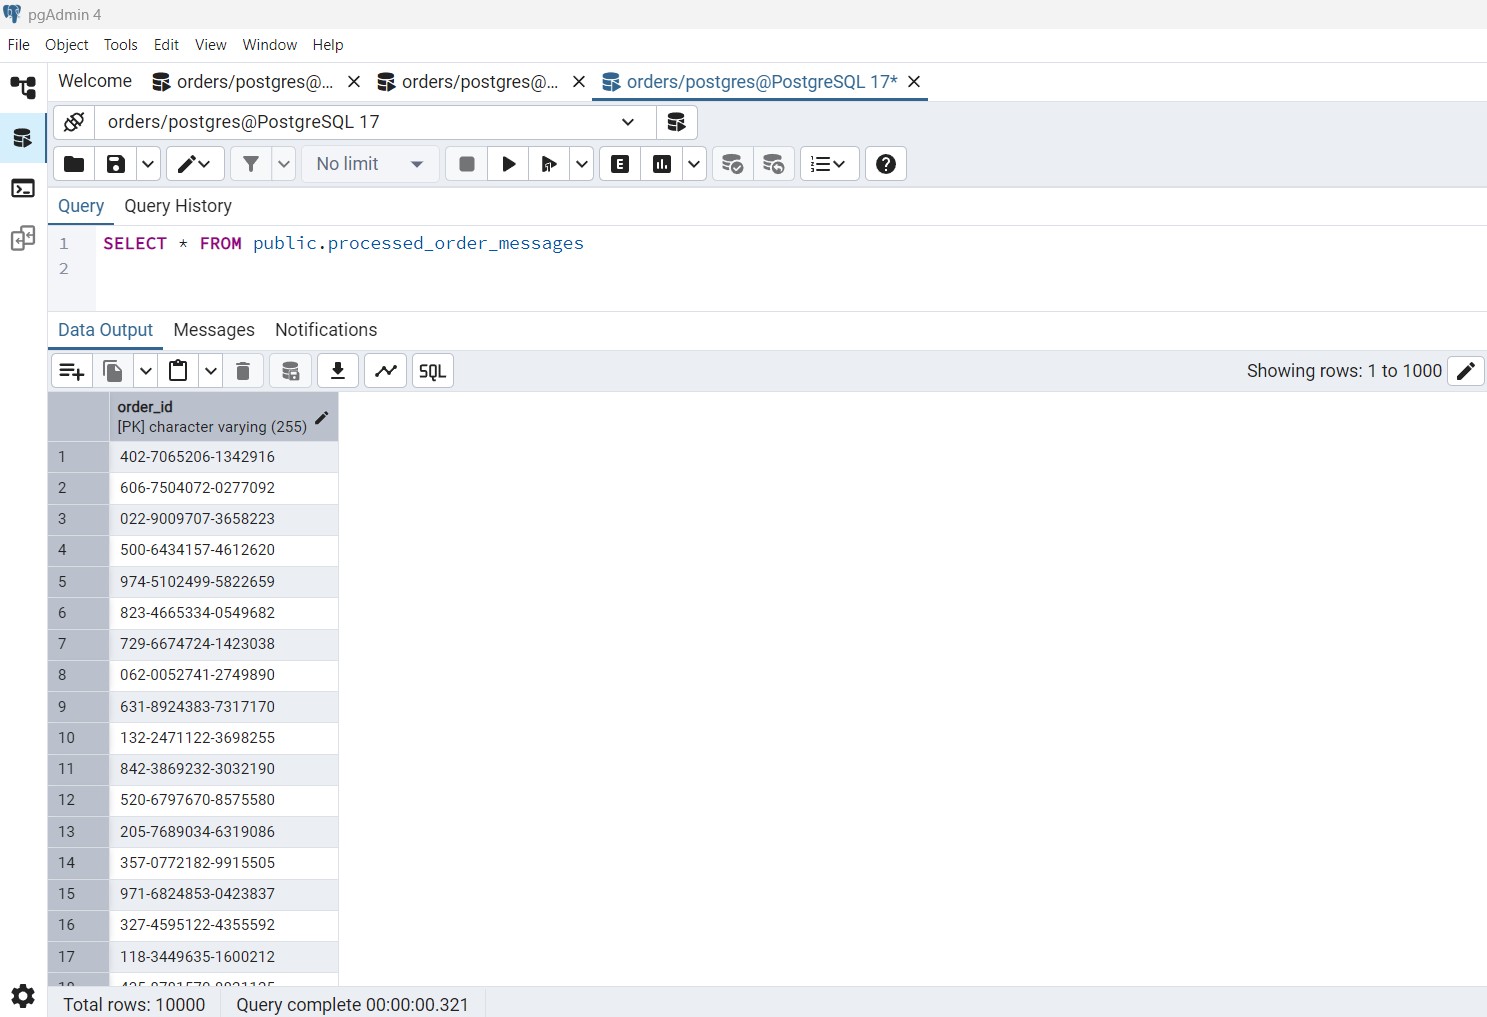 pgAdmin 4
File Object Tools Edit View Window Help
Welcome orders/postgres@... orders/postgres@... orders/postgres@PostgreSQL 17*
orders/postgres@PostgreSQL 17
No limit E
Query Query History
1 SELECT * FROM public.processed_order_messages
2
Data Output Messages Notifications
SQL Showing rows: 1 to 1000
order_id
[PK] character varying (255)
1 402-7065206-1342916
2 606-7504072-0277092
3 022-9009707-3658223
4 500-6434157-4612620
5 974-5102499-5822659
6 823-4665334-0549682
7 729-6674724-1423038
8 062-0052741-2749890
9 631-8924383-7317170
10 132-2471122-3698255
11 842-3869232-3032190
12 520-6797670-8575580
13 205-7689034-6319086
14 357-0772182-9915505
15 971-6824853-0423837
16 327-4595122-4355592
17 118-3449635-1600212
Total rows: 10000 Query complete 00:00:00.321